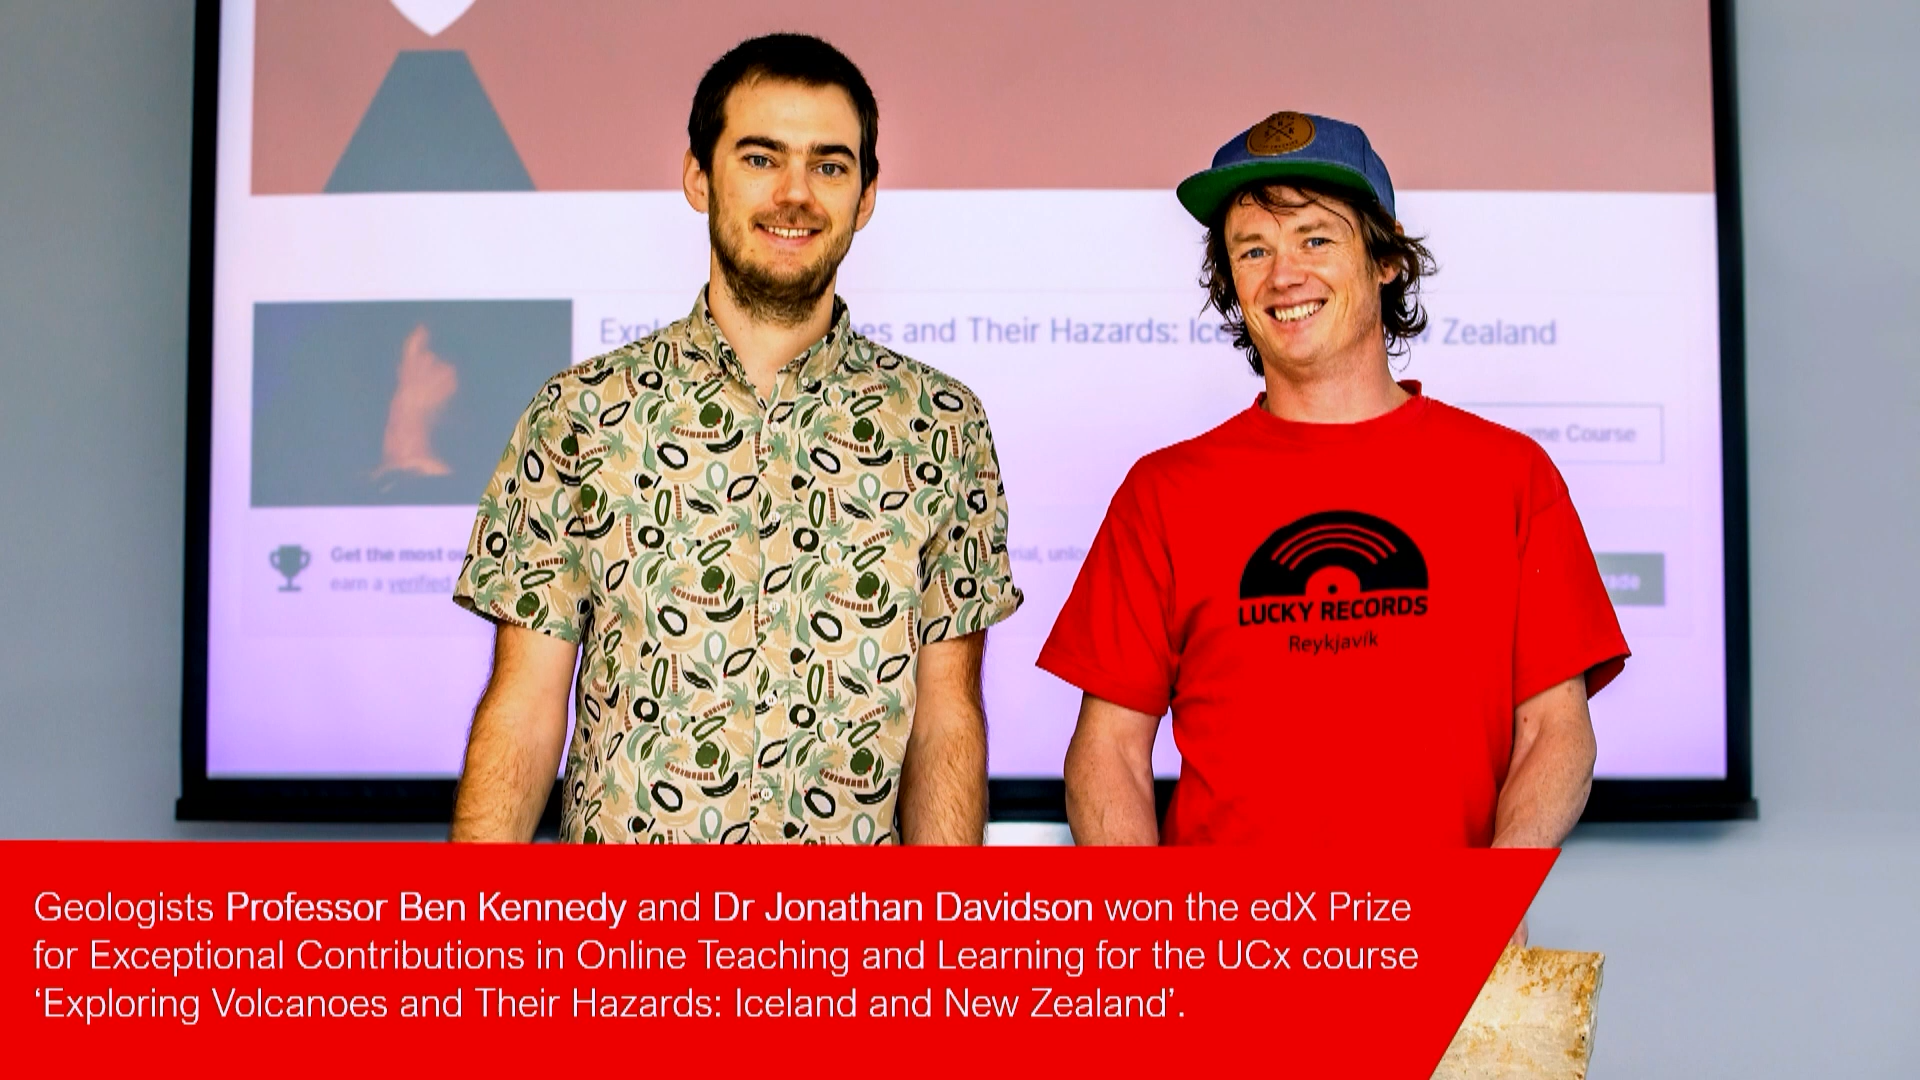 es and Their Hazards: Ice
Zealand
Course
Get the most
earn a verified
LUCKY RECORDS
Reykjavík
Geologists Professor Ben Kennedy and Dr Jonathan Davidson won the edX Prize
for Exceptional Contributions in Online Teaching and Learning for the UCx course
‘Exploring Volcanoes and Their Hazards: Iceland and New Zealand’.